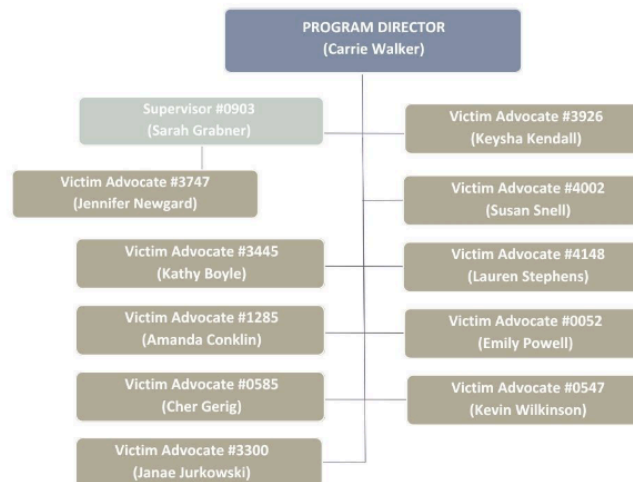 PROGRAM DIRECTOR
(Carrie Walker)
Supervisor #0903
(Sarah Grabner)
Victim Advocate #3926
(Keysha Kendall)
Victim Advocate #3747
(Jennifer Newgard)
Victim Advocate #4002
(Susan Snell)
Victim Advocate #3445
(Kathy Boyle)
Victim Advocate #4148
(Lauren Stephens)
Victim Advocate #1285
(Amanda Conklin)
Victim Advocate #0052
(Emily Powell)
Victim Advocate #0585
(Cher Gerig)
Victim Advocate #0547
(Kevin Wilkinson)
Victim Advocate #3300
(Janae Jurkowski)